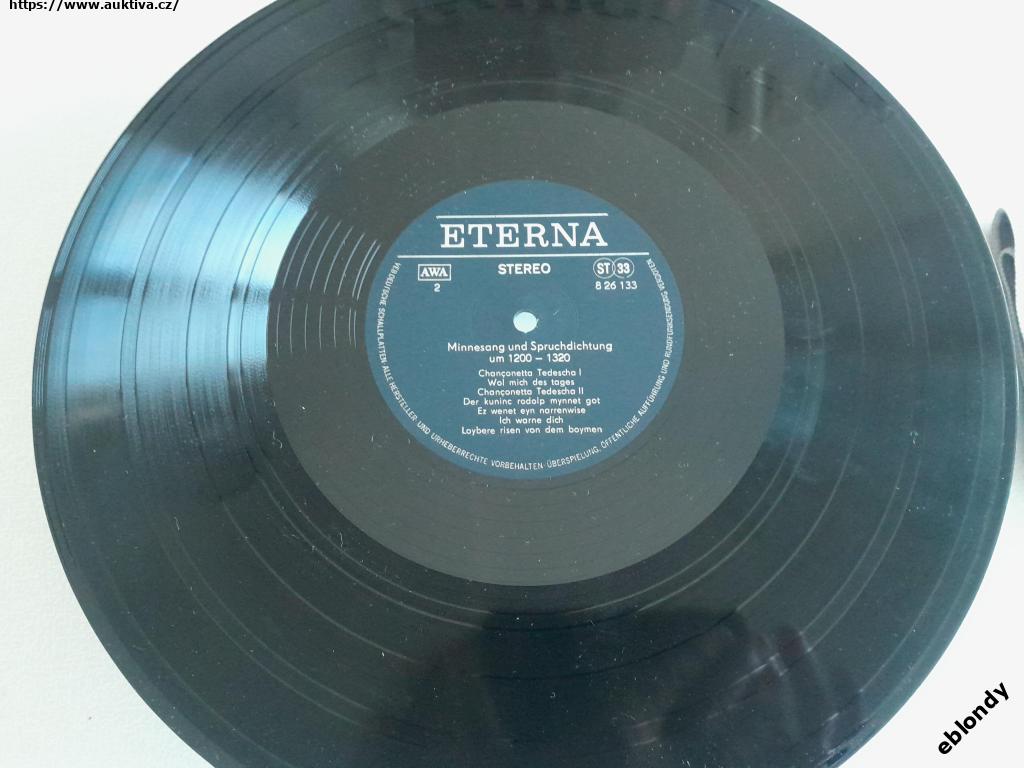 https://www.auktiva.cz/
ETERNA
AWA
STEREO
ST 33
2
8 26 133
Minnesang und Spruchdichtung
um 1200 – 1320
Chançonetta Tedescha I
Wol mich des tages
Chançonetta Tedescha II
Der kuninc rodolp mynnet got
Ez wenet eyn narrenwise
Ich warne dich
Loybere risen von dem boymen
VEB DEUTSCHE SCHALLPLATTEN ALLE HERSTELLER- UND URHEBERRECHTE VORBEHALTEN · ÜBERSPIELUNG, ÖFFENTLICHE AUFFÜHRUNG UND RUNDFUNKSENDUNG VERBOTEN
eblondy